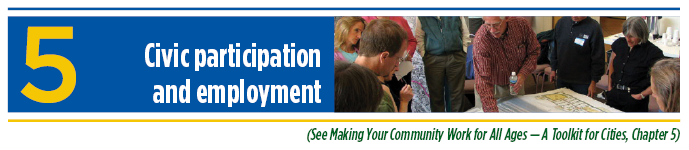 5
Civic participation
and employment
(See Making Your Community Work for All Ages — A Toolkit for Cities, Chapter 5)